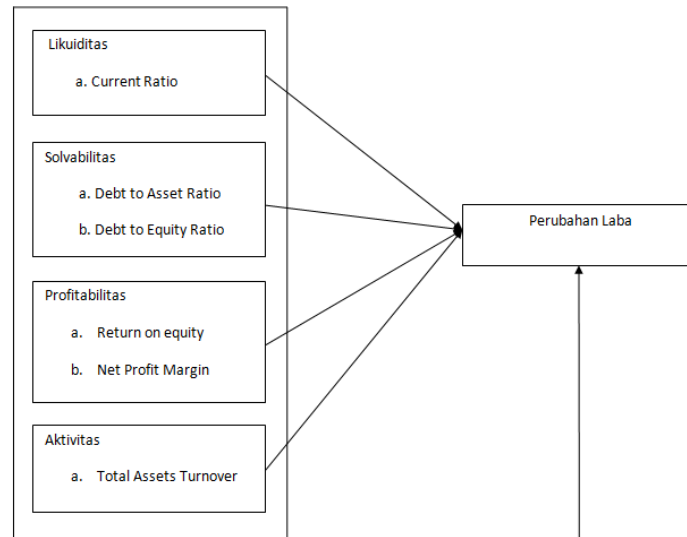 Likuiditas
a. Current Ratio
Solvabilitas
a. Debt to Asset Ratio
b. Debt to Equity Ratio
Perubahan Laba
Profitabilitas
a. Return on equity
b. Net Profit Margin
Aktivitas
a. Total Assets Turnover